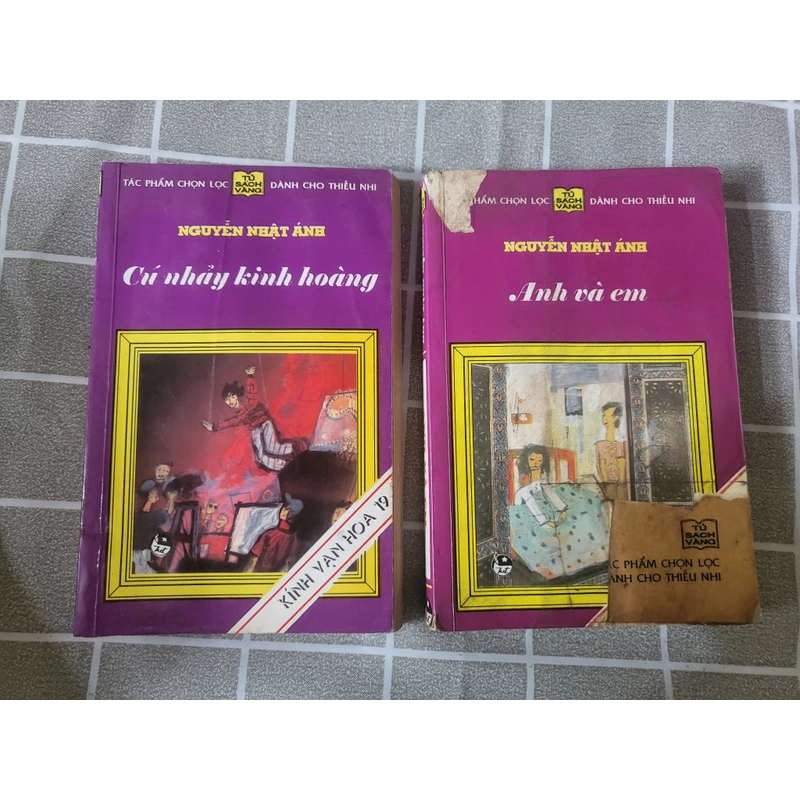 TÁC PHẨM CHỌN LỌC
TỦ
SÁCH
VÀNG
DÀNH CHO THIẾU NHI
NGUYỄN NHẬT ÁNH
Cú nhảy kinh hoàng
KÍNH VẠN HOA 19
PHẨM CHỌN LỌC
TỦ
SÁCH
VÀNG
DÀNH CHO THIẾU NHI
NGUYỄN NHẬT ÁNH
Anh và em
TỦ
SÁCH
VÀNG
PHẨM CHỌN LỌC
CHO THIẾU NHI